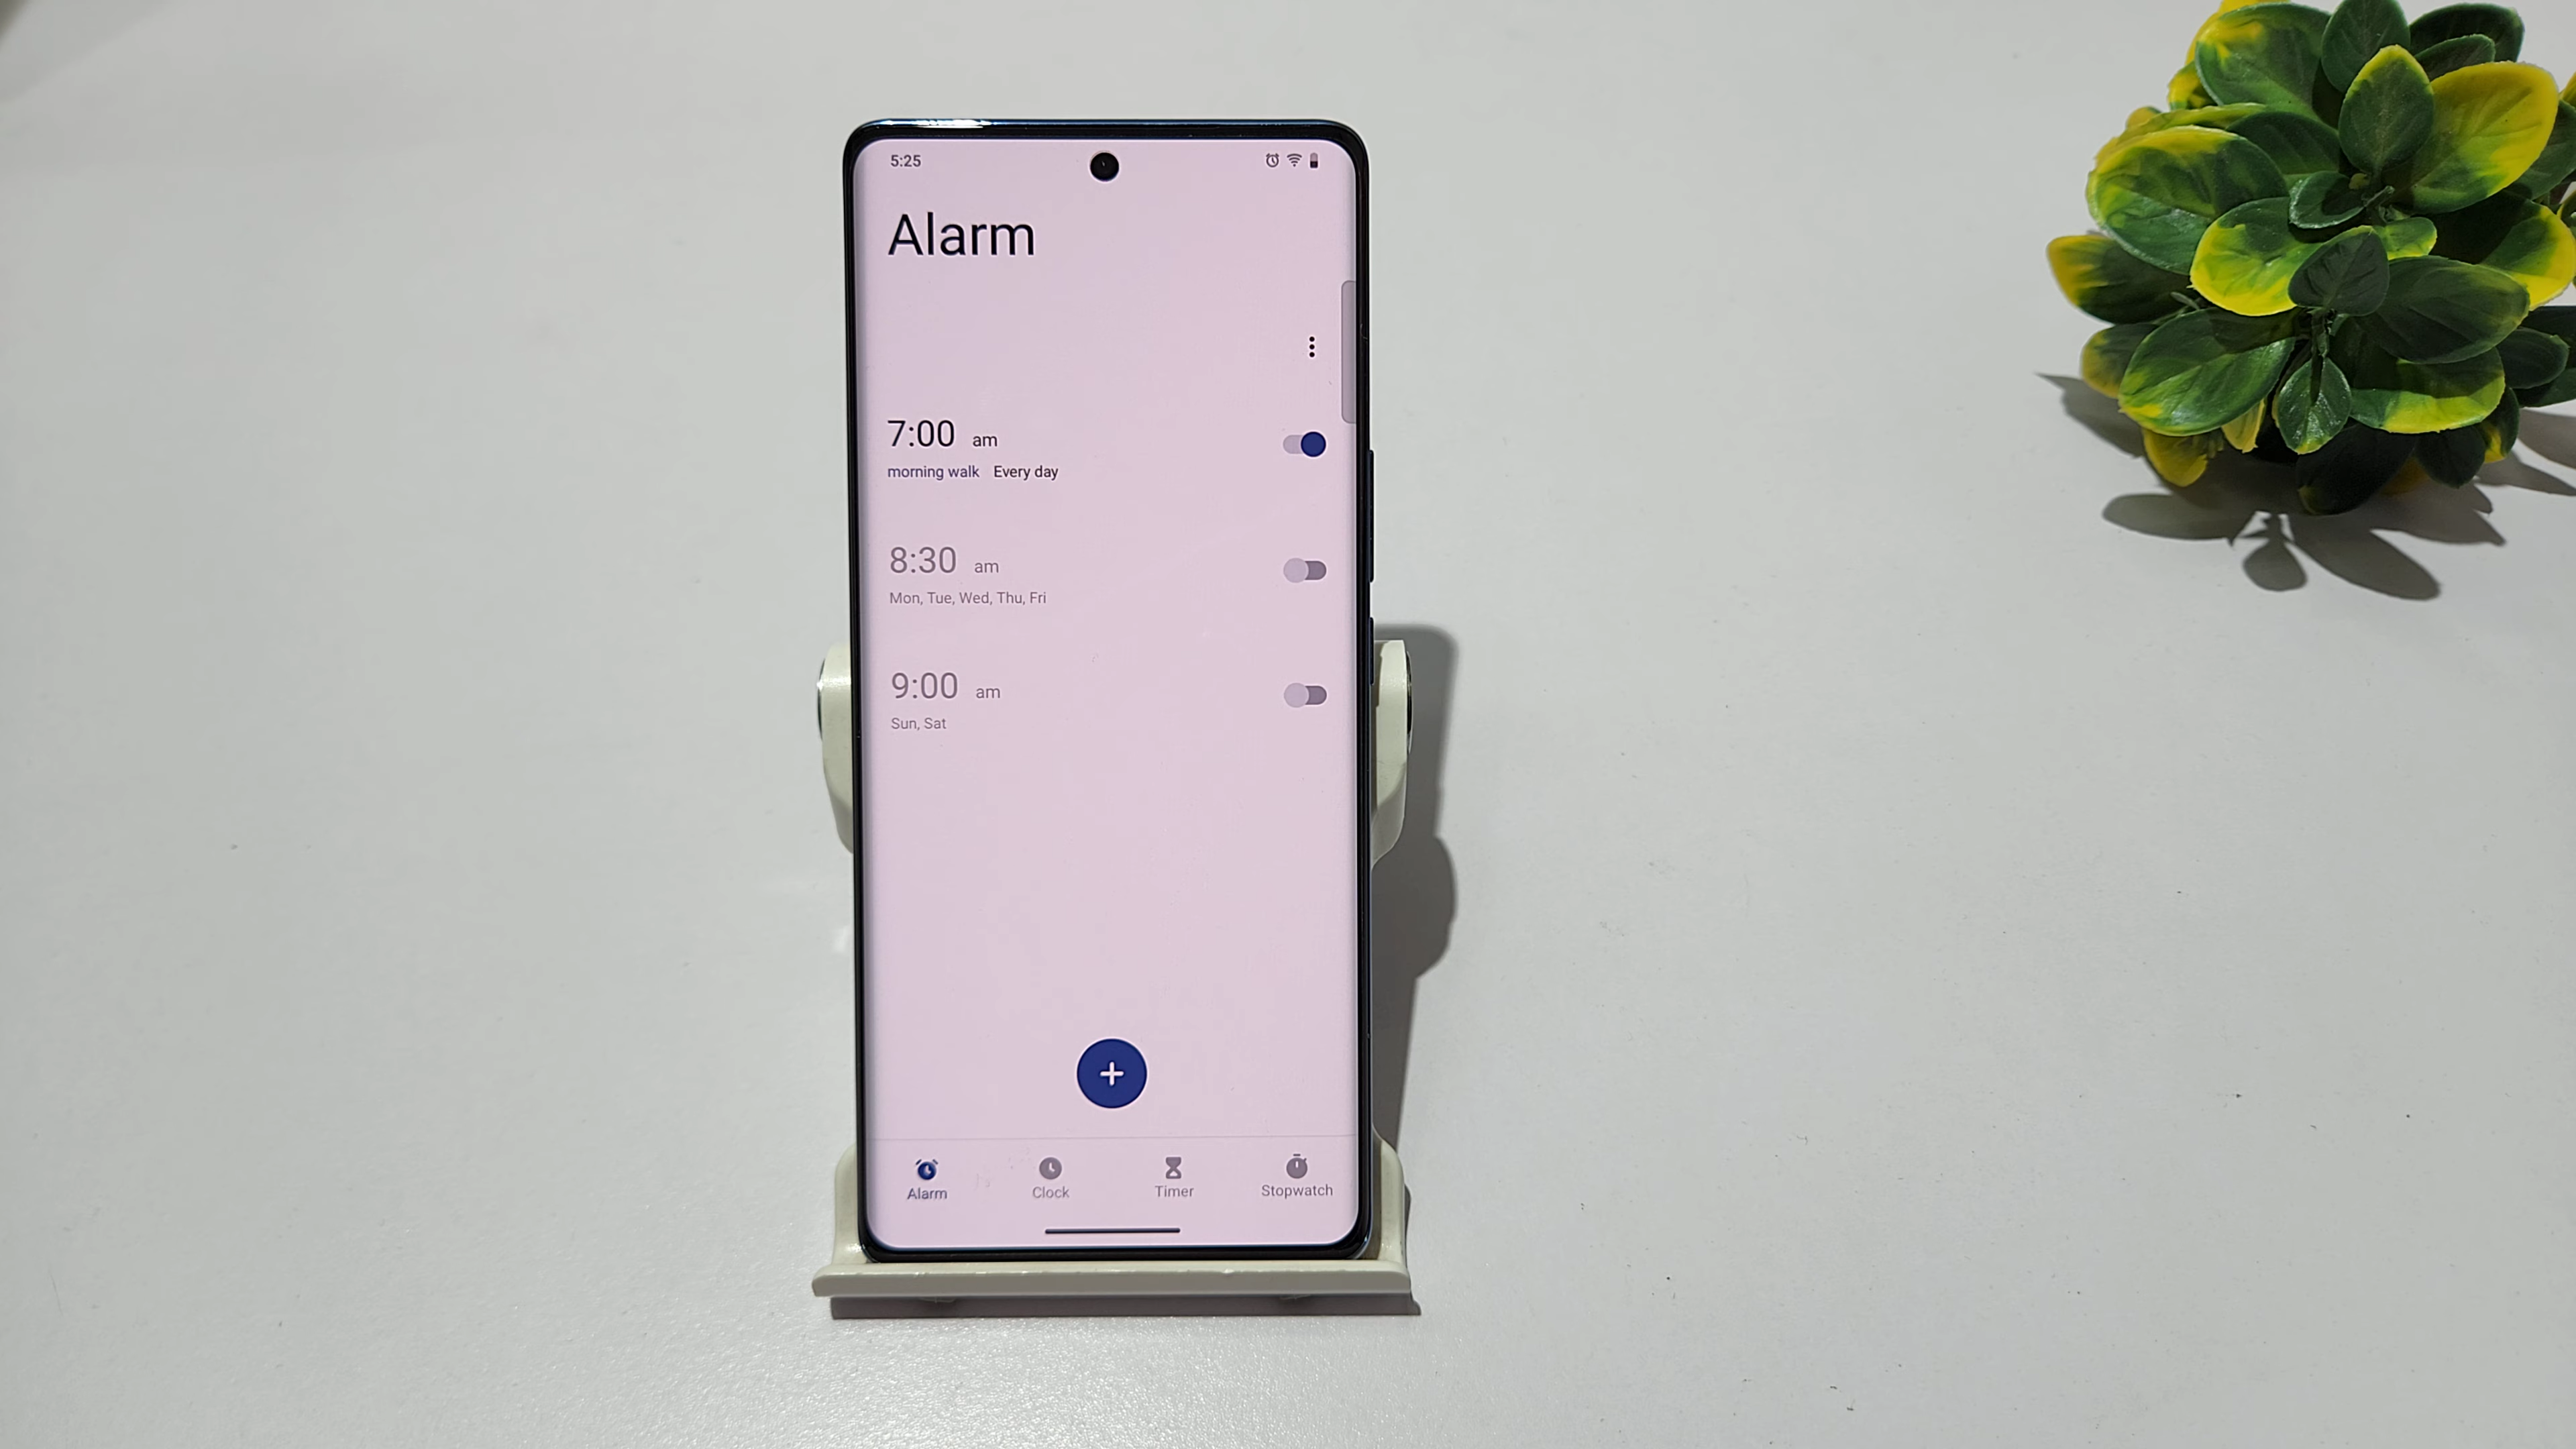 5:25
Alarm
7:00 am
morning walk Every day
8:30 am
Mon, Tue, Wed, Thu, Fri
9:00 am
Sun, Sat
Alarm Clock Timer Stopwatch